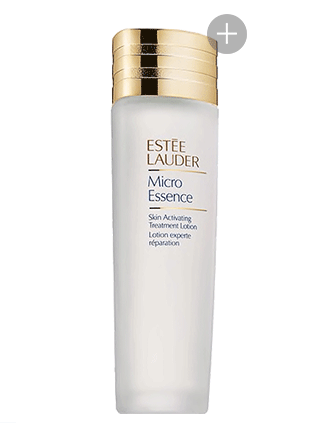 ESTĒE
LAUDER
Micro
Essence
Skin Activating
Treatment Lotion
Lotion experte
réparation